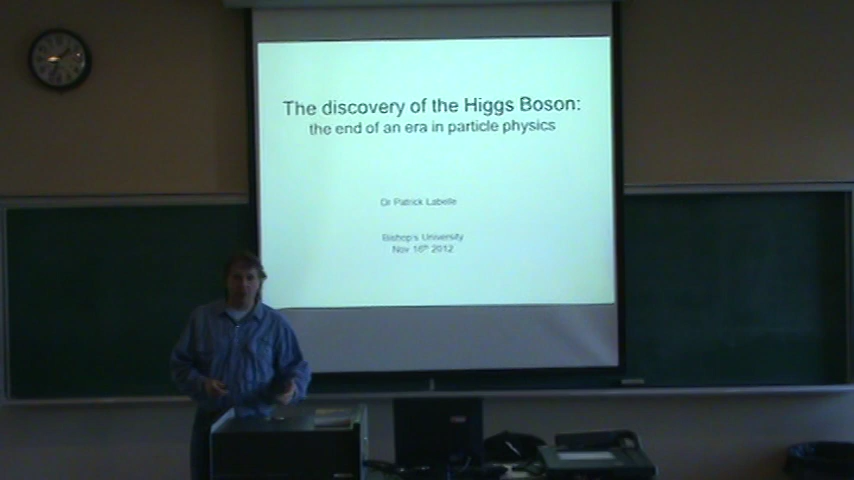 The discovery of the Higgs Boson:
the end of an era in particle physics
Dr Patrick Labelle
Bishop's University
Nov 16th 2012